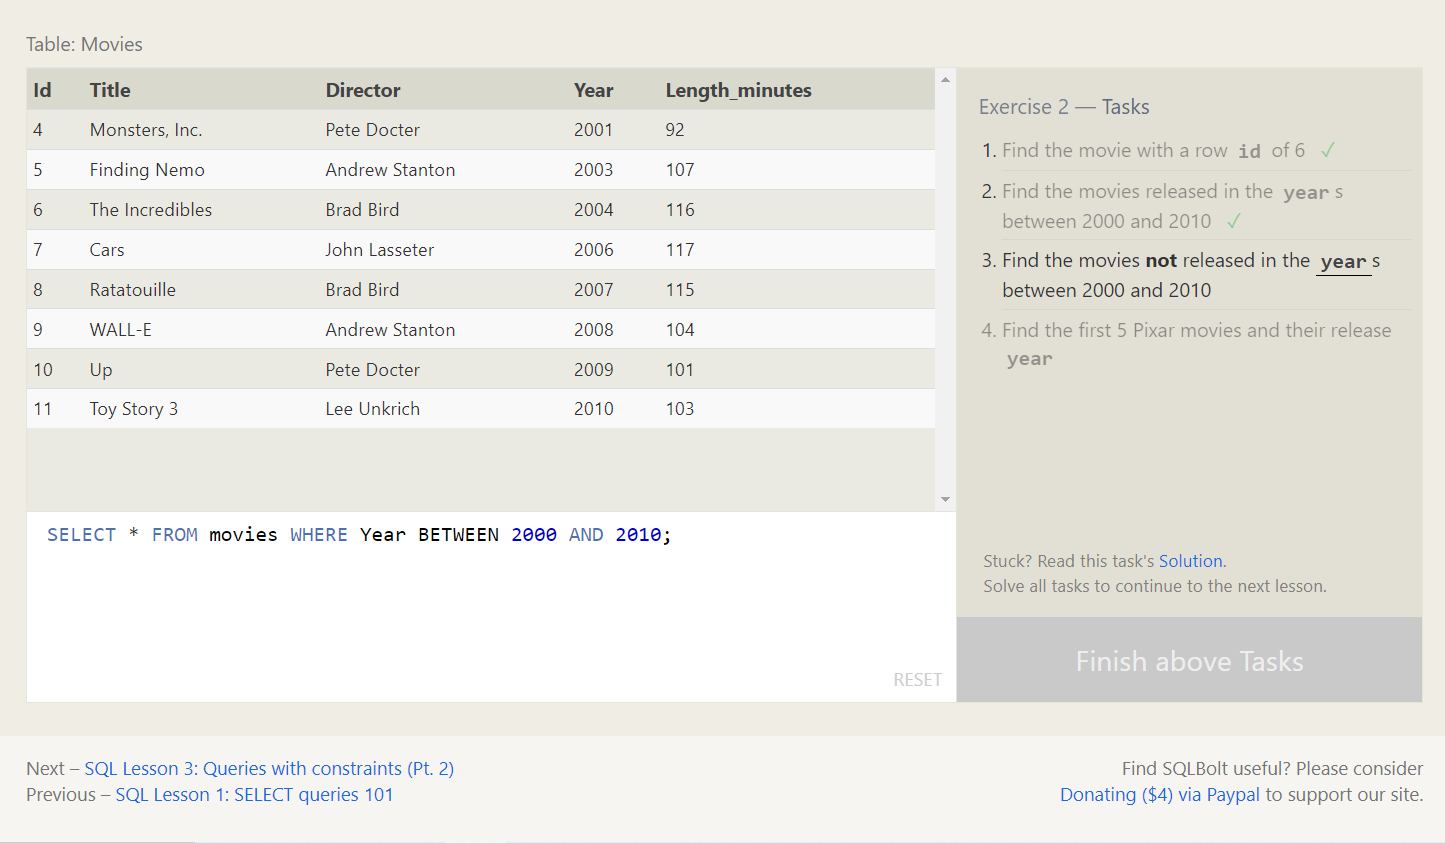 Table: Movies
Id Title Director Year Length_minutes
4 Monsters, Inc. Pete Docter 2001 92
5 Finding Nemo Andrew Stanton 2003 107
6 The Incredibles Brad Bird 2004 116
7 Cars John Lasseter 2006 117
8 Ratatouille Brad Bird 2007 115
9 WALL-E Andrew Stanton 2008 104
10 Up Pete Docter 2009 101
11 Toy Story 3 Lee Unkrich 2010 103
SELECT * FROM movies WHERE Year BETWEEN 2000 AND 2010;
RESET
Exercise 2 — Tasks
1. Find the movie with a row id of 6 ✓
2. Find the movies released in the year s
between 2000 and 2010 ✓
3. Find the movies not released in the year s
between 2000 and 2010
4. Find the first 5 Pixar movies and their release
year
Stuck? Read this task's Solution.
Solve all tasks to continue to the next lesson.
Finish above Tasks
Next – SQL Lesson 3: Queries with constraints (Pt. 2)
Previous – SQL Lesson 1: SELECT queries 101
Find SQLBolt useful? Please consider
Donating ($4) via Paypal to support our site.